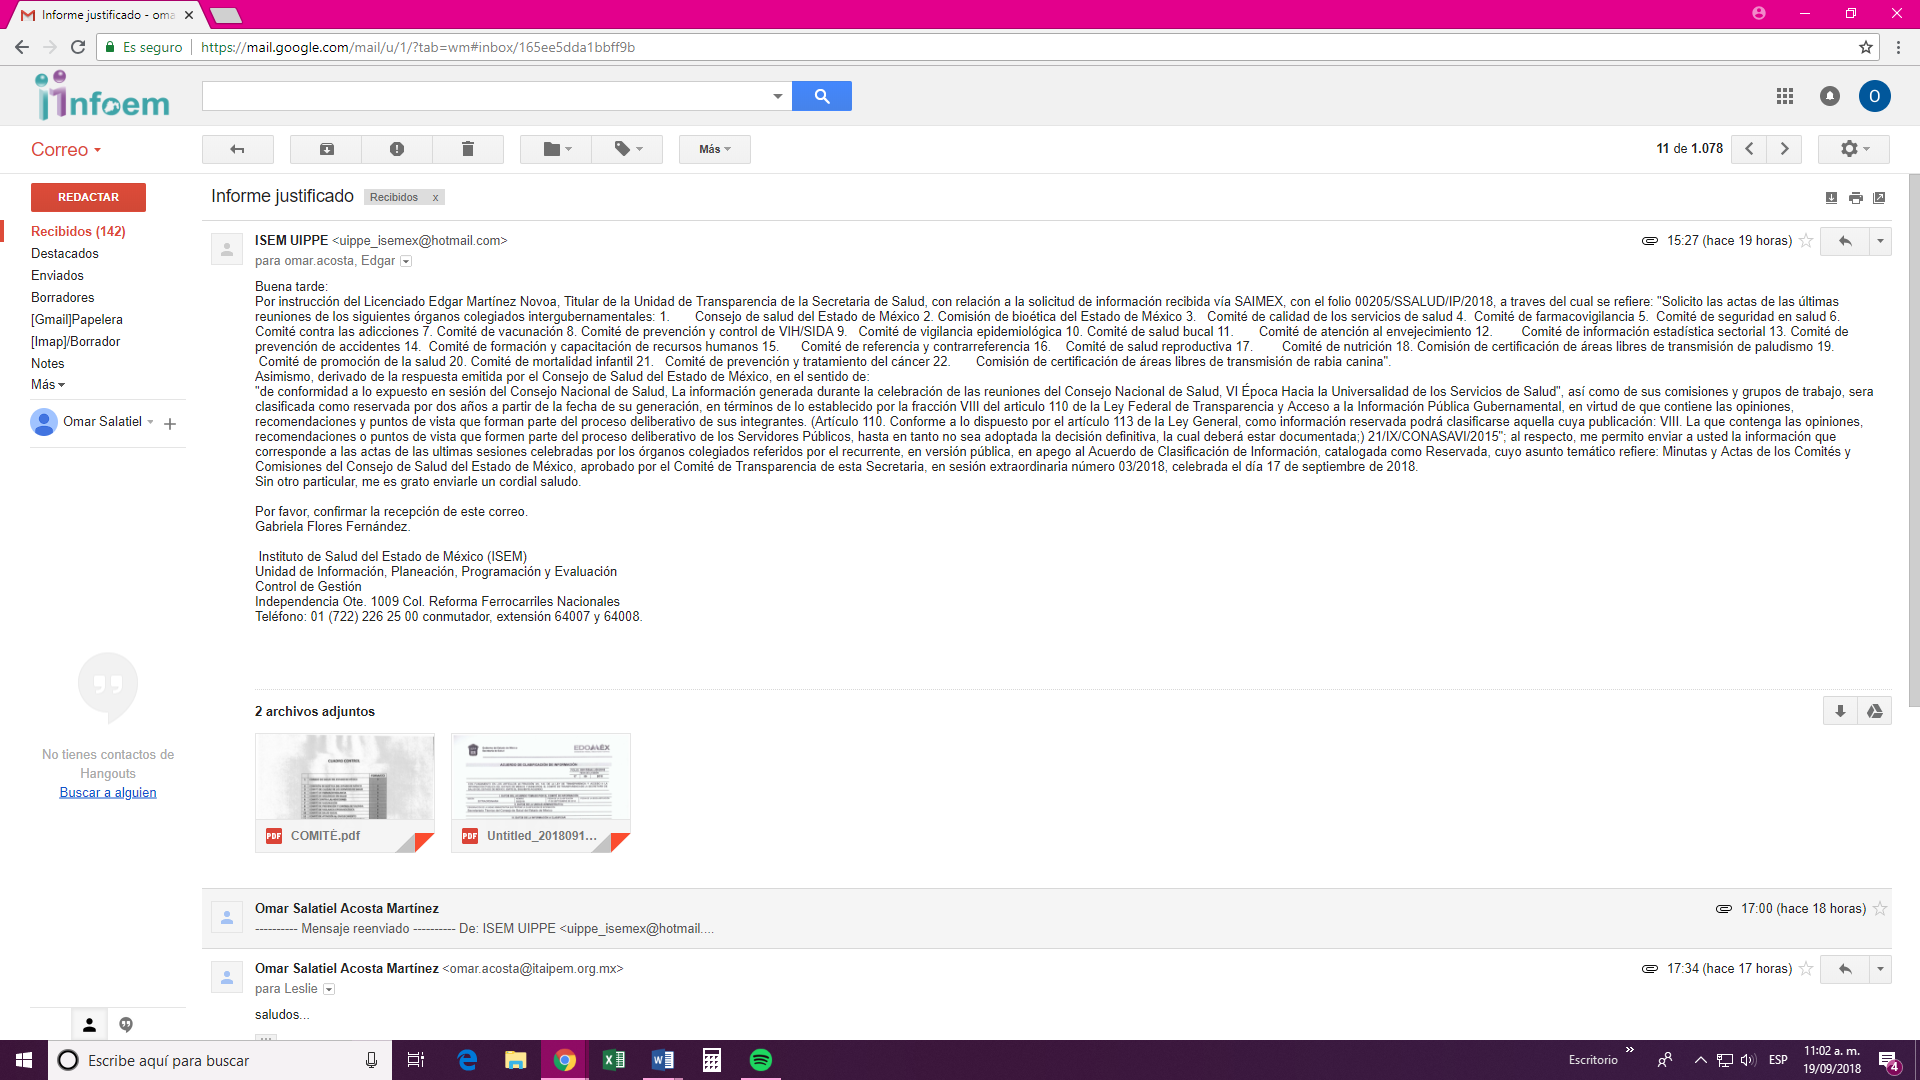 Informe justificado - oma
Es seguro
https://mail.google.com/mail/u/1/?tab=wm#inbox/165ee5dda1bbff9b
infoem
O
Correo
Más
11 de 1.078
REDACTAR
Informe justificado
Recibidos x
Recibidos (142)
Destacados
Enviados
Borradores
[Gmail]Papelera
[Imap]/Borrador
Notes
Más
Omar Salatiel
No tienes contactos de
Hangouts
Buscar a alguien
ISEM UIPPE <uippe_isemex@hotmail.com>
15:27 (hace 19 horas)
para omar.acosta, Edgar
Buena tarde:
Por instrucción del Licenciado Edgar Martínez Novoa, Titular de la Unidad de Transparencia de la Secretaria de Salud, con relación a la solicitud de información recibida vía SAIMEX, con el folio 00205/SSALUD/IP/2018, a traves del cual se refiere: "Solicito las actas de las últimas
reuniones de los siguientes órganos colegiados intergubernamentales: 1. Consejo de salud del Estado de México 2. Comisión de bioética del Estado de México 3. Comité de calidad de los servicios de salud 4. Comité de farmacovigilancia 5. Comité de seguridad en salud 6.
Comité contra las adicciones 7. Comité de vacunación 8. Comité de prevención y control de VIH/SIDA 9. Comité de vigilancia epidemiológica 10. Comité de salud bucal 11. Comité de atención al envejecimiento 12. Comité de información estadística sectorial 13. Comité de
prevención de accidentes 14. Comité de formación y capacitación de recursos humanos 15. Comité de referencia y contrarreferencia 16. Comité de salud reproductiva 17. Comité de nutrición 18. Comisión de certificación de áreas libres de transmisión de paludismo 19.
Comité de promoción de la salud 20. Comité de mortalidad infantil 21. Comité de prevención y tratamiento del cáncer 22. Comisión de certificación de áreas libres de transmisión de rabia canina".
Asimismo, derivado de la respuesta emitida por el Consejo de Salud del Estado de México, en el sentido de:
"de conformidad a lo expuesto en sesión del Consejo Nacional de Salud, La información generada durante la celebración de las reuniones del Consejo Nacional de Salud, VI Época Hacia la Universalidad de los Servicios de Salud", así como de sus comisiones y grupos de trabajo, sera
clasificada como reservada por dos años a partir de la fecha de su generación, en términos de lo establecido por la fracción VIII del articulo 110 de la Ley Federal de Transparencia y Acceso a la Información Pública Gubernamental, en virtud de que contiene las opiniones,
recomendaciones y puntos de vista que forman parte del proceso deliberativo de sus integrantes. (Artículo 110. Conforme a lo dispuesto por el artículo 113 de la Ley General, como información reservada podrá clasificarse aquella cuya publicación: VIII. La que contenga las opiniones,
recomendaciones o puntos de vista que formen parte del proceso deliberativo de los Servidores Públicos, hasta en tanto no sea adoptada la decisión definitiva, la cual deberá estar documentada;) 21/IX/CONASAVI/2015"; al respecto, me permito enviar a usted la información que
corresponde a las actas de las ultimas sesiones celebradas por los órganos colegiados referidos por el recurrente, en versión pública, en apego al Acuerdo de Clasificación de Información, catalogada como Reservada, cuyo asunto temático refiere: Minutas y Actas de los Comités y
Comisiones del Consejo de Salud del Estado de México, aprobado por el Comité de Transparencia de esta Secretaria, en sesión extraordinaria número 03/2018, celebrada el día 17 de septiembre de 2018.
Sin otro particular, me es grato enviarle un cordial saludo.
Por favor, confirmar la recepción de este correo.
Gabriela Flores Fernández.
Instituto de Salud del Estado de México (ISEM)
Unidad de Información, Planeación, Programación y Evaluación
Control de Gestión
Independencia Ote. 1009 Col. Reforma Ferrocarriles Nacionales
Teléfono: 01 (722) 226 25 00 conmutador, extensión 64007 y 64008.
2 archivos adjuntos
CUADRO CONTROL
EDOMÉX
ACUERDO DE CLASIFICACIÓN DE INFORMACIÓN
PDF COMITÉ.pdf
PDF Untitled_2018091...
Omar Salatiel Acosta Martínez
17:00 (hace 18 horas)
---------- Mensaje reenviado ---------- De: ISEM UIPPE <uippe_isemex@hotmail....
Omar Salatiel Acosta Martínez <omar.acosta@itaipem.org.mx>
17:34 (hace 17 horas)
para Leslie
saludos...
Escribe aquí para buscar
Escritorio
ESP
11:02 a. m.
19/09/2018
4